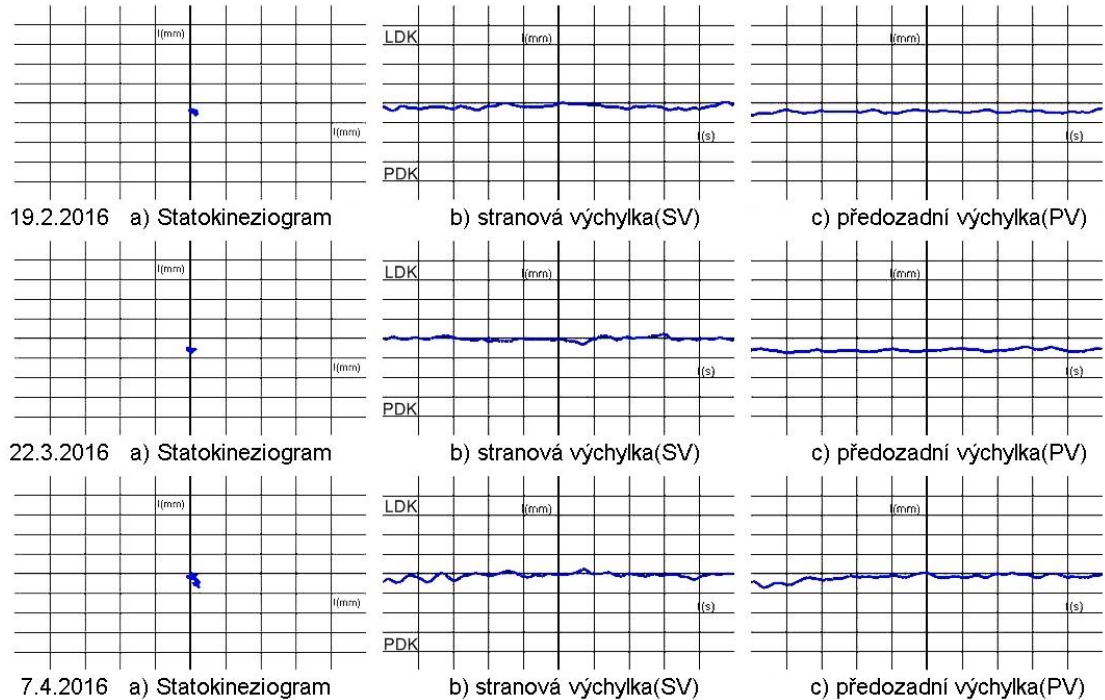 l(mm)
l(mm)
LDK
l(mm)
l(s)
PDK
l(mm)
l(s)
19.2.2016 a) Statokineziogram b) stranová výchylka(SV) c) předozadní výchylka(PV)
l(mm)
l(mm)
LDK
l(mm)
l(s)
PDK
l(mm)
l(s)
22.3.2016 a) Statokineziogram b) stranová výchylka(SV) c) předozadní výchylka(PV)
l(mm)
l(mm)
LDK
l(mm)
l(s)
PDK
l(mm)
l(s)
7.4.2016 a) Statokineziogram b) stranová výchylka(SV) c) předozadní výchylka(PV)